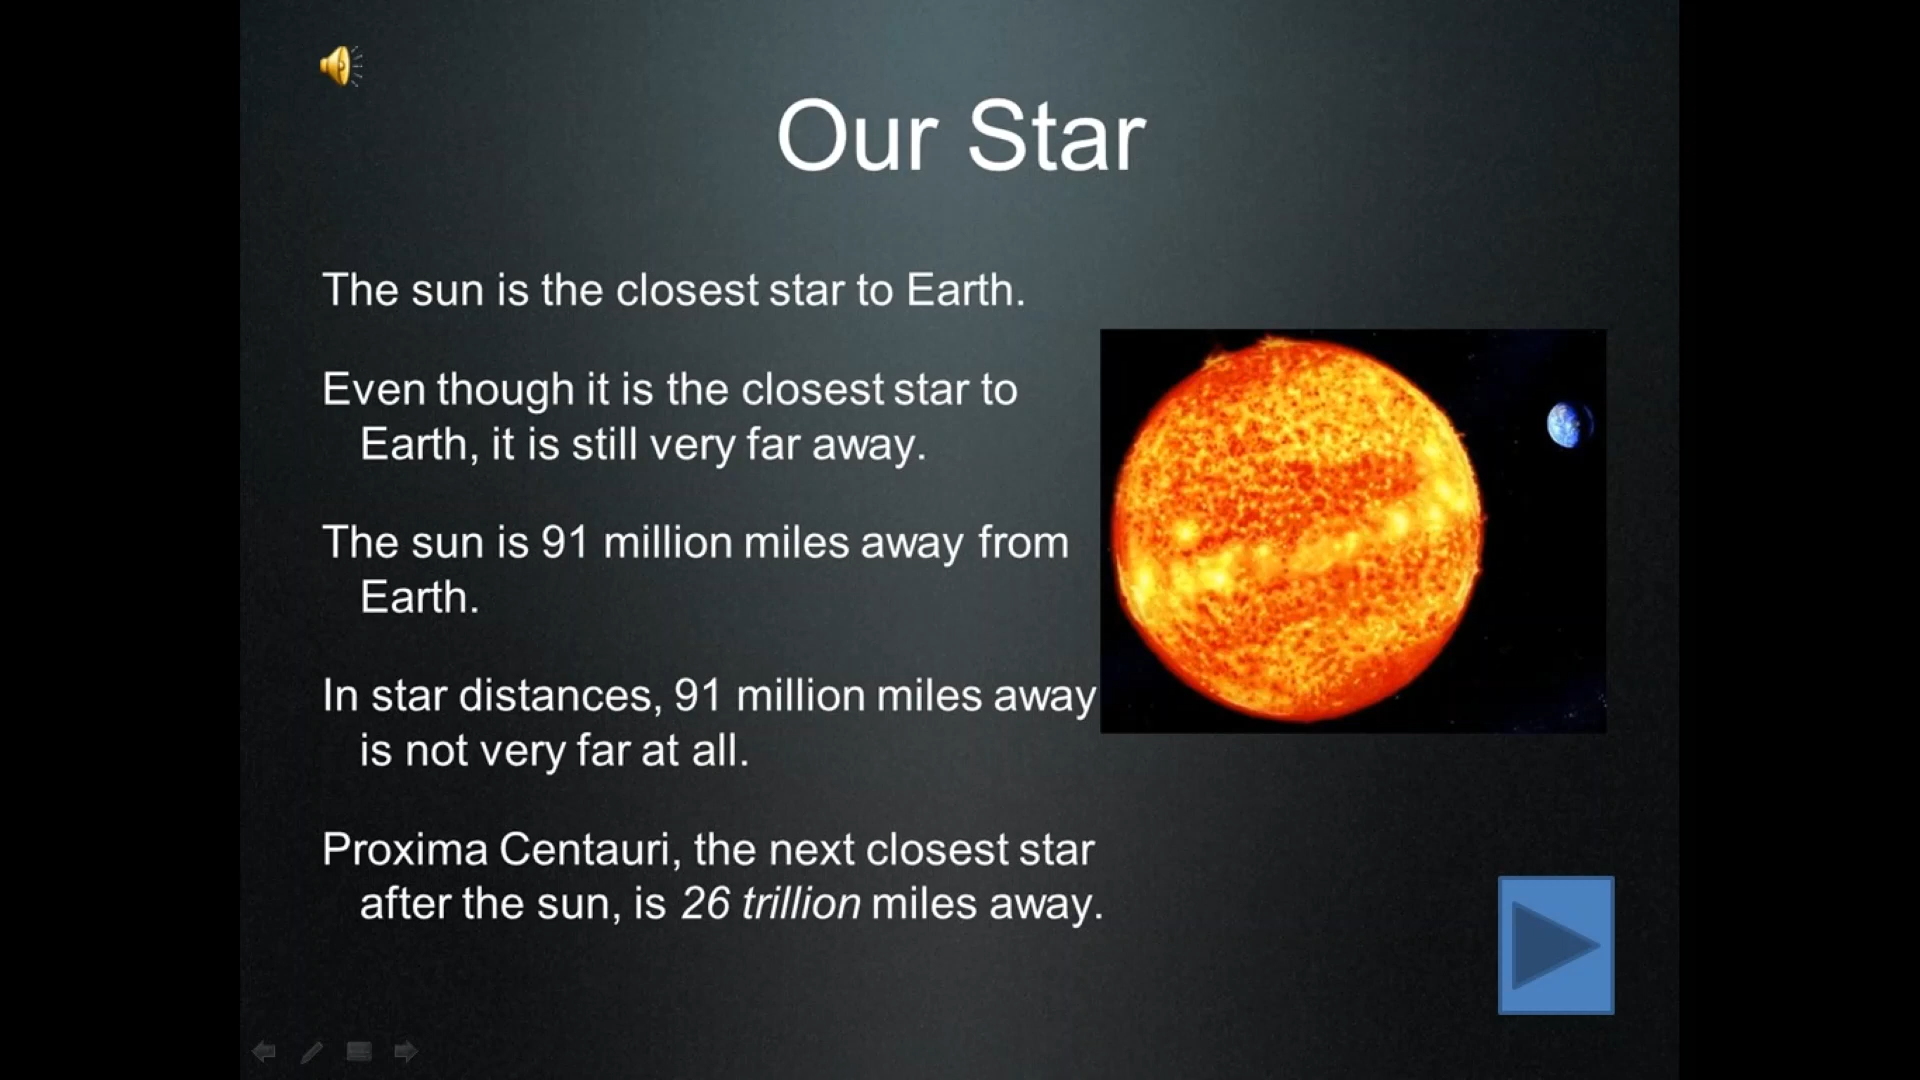 Our Star
The sun is the closest star to Earth.
Even though it is the closest star to
Earth, it is still very far away.
The sun is 91 million miles away from
Earth.
In star distances, 91 million miles away
is not very far at all.
Proxima Centauri, the next closest star
after the sun, is 26 trillion miles away.